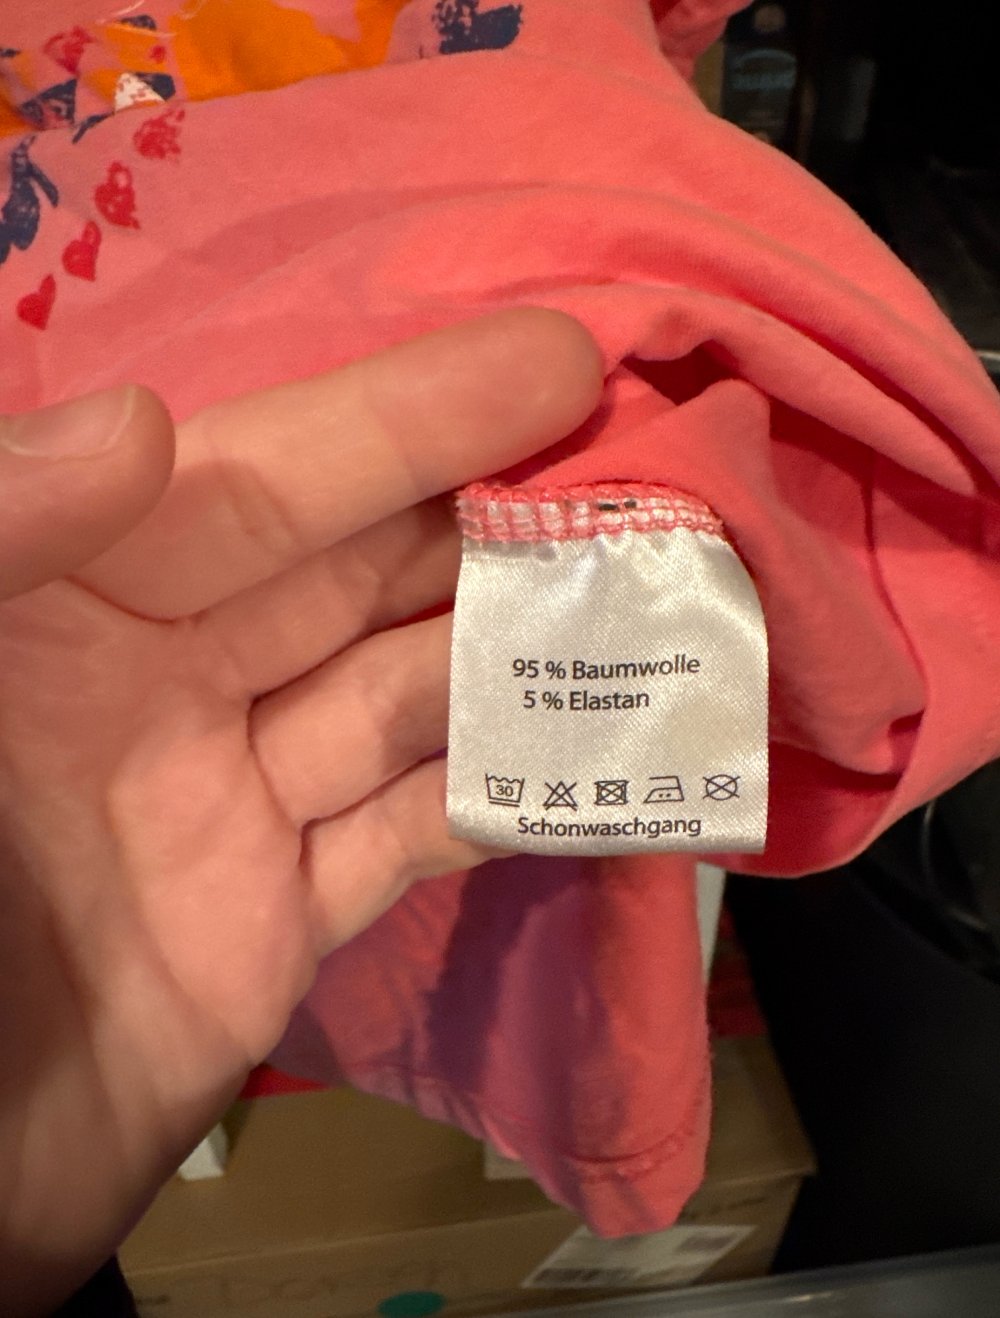 95 % Baumwolle
5 % Elastan
30
Schonwaschgang